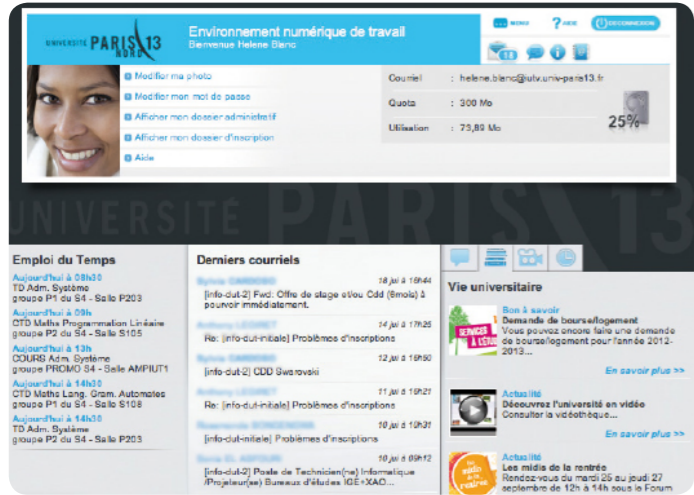 UNIVERSITÉ PARIS 13
NORD
Environnement numérique de travail
Bienvenue Helene Blanc
MENU
? AIDE
DECONNEXION
18
Modifier ma photo
Modifier mon mot de passe
Afficher mon dossier administratif
Afficher mon dossier d'inscription
Aide
Courriel : helene.blanc@iutv.univ-paris13.fr
Quota : 300 Mo
Utilisation : 73,89 Mo
25%
UNIVERSITÉ PARIS 13
Emploi du Temps
Aujourd'hui à 08h30
TD Adm. Système
groupe P1 du S4 - Salle P203
Aujourd'hui à 09h
CTD Maths Programmation Linéaire
groupe P2 du S4 - Salle S105
Aujourd'hui à 13h
COURS Adm. Système
groupe PROMO S4 - Salle AMPIUT1
Aujourd'hui à 14h30
CTD Maths Lang. Gram. Automates
groupe P1 du S4 - Salle S108
Aujourd'hui à 14h30
TD Adm. Système
groupe P2 du S4 - Salle P203
Derniers courriels
18 jui à 16h44
[info-dut-2] Fwd: Offre de stage et/ou Cdd (6mois) à
pourvoir immédiatement.
14 jui à 17h25
Re: [info-dut-initiale] Problèmes d'inscriptions
12 jui à 16h50
[info-dut-2] CDD Swarovski
11 jui à 16h21
Re: [info-dut-initiale] Problèmes d'inscriptions
10 jui à 10h31
[info-dut-initiale] Problèmes d'inscriptions
10 jui à 09h12
[info-dut-2] Poste de Technicien(ne) Informatique
/Projeteur(se) Bureaux d'études IGE+XAO...
Vie universitaire
SERVICES
Bon à savoir
Demande de bourse/logement
Vous pouvez encore faire une demande
de bourse/logement pour l'année 2012-
2013...
En savoir plus >>
Actualité
Découvrez l'université en vidéo
Consulter la vidéothèque...
En savoir plus >>
Actualité
Les midis de la rentrée
Rendez-vous du mardi 25 au jeudi 27
septembre de 12h à 14h sous le Forum